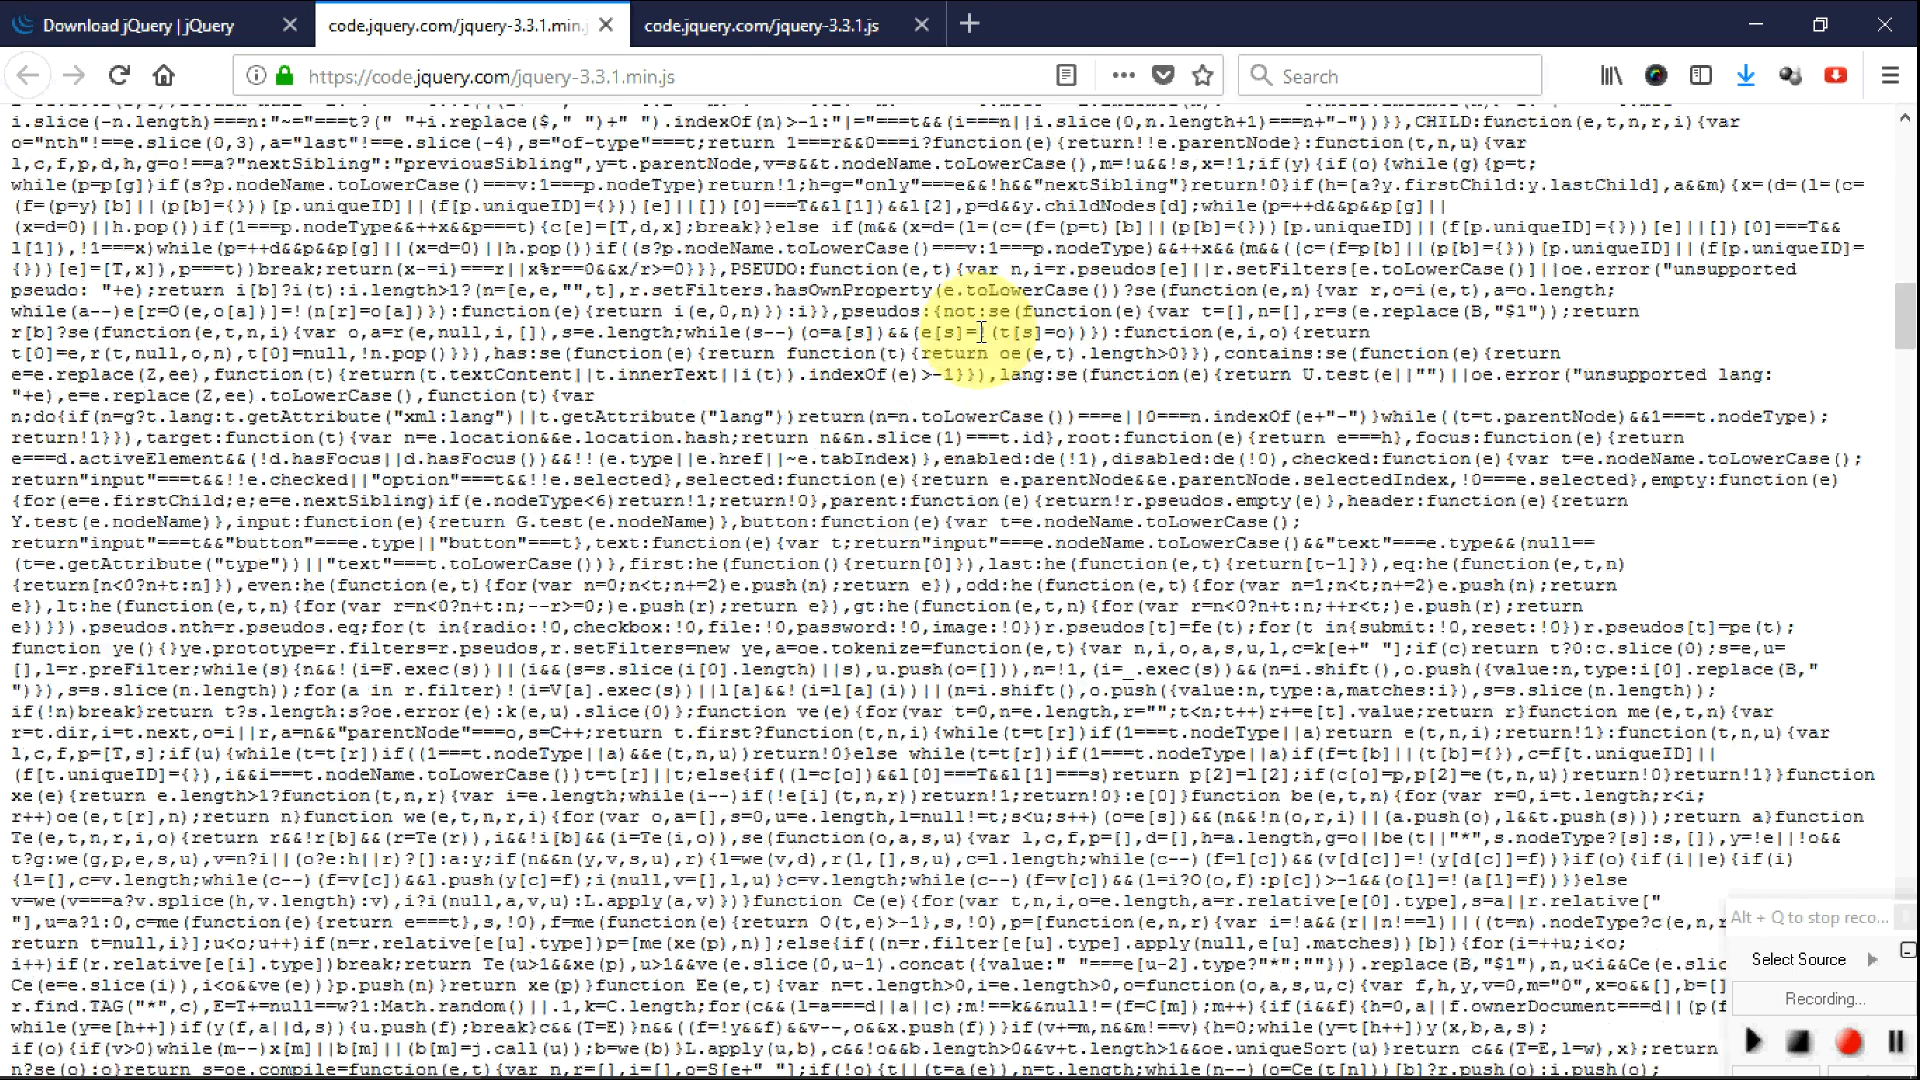 Download jQuery | jQuery
code.jquery.com/jquery-3.3.1.min.
code.jquery.com/jquery-3.3.1.js
https://code.jquery.com/jquery-3.3.1.min.js
Search
i.slice(-n.length)===n:"~="===t?(" "+i.replace($," ")+" ").indexOf(n)>-1:"|="===t&&(i===n||i.slice(0,n.length+1)===n+"-"))}},CHILD:function(e,t,n,r,i){var
o="nth"!==e.slice(0,3),a="last"!==e.slice(-4),s="of-type"===t;return 1===r&&0===i?function(e){return!!e.parentNode}:function(t,n,u){var
l,c,f,p,d,h,g=o!==a?"nextSibling":"previousSibling",y=t.parentNode,v=s&&t.nodeName.toLowerCase(),m=!u&&!s,x=!1;if(y){if(o){while(g){p=t;
while(p=p[g])if(s?p.nodeName.toLowerCase()===v:1===p.nodeType)return!1;h=g="only"===e&&!h&&"nextSibling"}return!0}if(h=[a?y.firstChild:y.lastChild],a&&m){x=(d=(l=(c=
(f=(p=y)[b]||(p[b]={}))[p.uniqueID]||(f[p.uniqueID]={}))[e]||[])[0]===T&&l[1])&&l[2],p=d&&y.childNodes[d];while(p=++d&&p&&p[g]||
(x=d=0)||h.pop())if(1===p.nodeType&&++x&&p===t){c[e]=[T,d,x];break}}else if(m&&(x=d=(l=(c=(f=(p=t)[b]||(p[b]={}))[p.uniqueID]||(f[p.uniqueID]={}))[e]||[])[0]===T&&
l[1]),!1===x)while(p=++d&&p&&p[g]||(x=d=0)||h.pop())if((s?p.nodeName.toLowerCase()===v:1===p.nodeType)&&++x&&(m&&((c=(f=p[b]||(p[b]={}))[p.uniqueID]||(f[p.uniqueID]=
{}))[e]=[T,x]),p===t))break;return(x-=i)===r||x%r==0&&x/r>=0}}},PSEUDO:function(e,t){var n,i=r.pseudos[e]||r.setFilters[e.toLowerCase()]||oe.error("unsupported
pseudo: "+e);return i[b]?i(t):i.length>1?(n=[e,e,"",t],r.setFilters.hasOwnProperty(e.toLowerCase())?se(function(e,n){var r,o=i(e,t),a=o.length;
while(a--)e[r=O(e,o[a])]=!(n[r]=o[a])}):function(e){return i(e,0,n)}):i}},pseudos:{not:se(function(e){var t=[],n=[],r=s(e.replace(B,"$1"));return
r[b]?se(function(e,t,n,i){var o,a=r(e,null,i,[]),s=e.length;while(s--)(o=a[s])&&(e[s]=!(t[s]=o))}):function(e,i,o){return
t[0]=e,r(t,null,o,n),t[0]=null,!n.pop()}}),has:se(function(e){return function(t){return oe(e,t).length>0}}),contains:se(function(e){return
e=e.replace(Z,ee),function(t){return(t.textContent||t.innerText||i(t)).indexOf(e)>-1}}),lang:se(function(e){return U.test(e||"")||oe.error("unsupported lang:
"+e),e=e.replace(Z,ee).toLowerCase(),function(t){var
n;do{if(n=g?t.lang:t.getAttribute("xml:lang")||t.getAttribute("lang"))return(n=n.toLowerCase())===e||0===n.indexOf(e+"-")}while((t=t.parentNode)&&1===t.nodeType);
return!1}}),target:function(t){var n=e.location&&e.location.hash;return n&&n.slice(1)===t.id},root:function(e){return e===h},focus:function(e){return
e===d.activeElement&&(!d.hasFocus||d.hasFocus())&&!!(e.type||e.href||~e.tabIndex)},enabled:de(!1),disabled:de(!0),checked:function(e){var t=e.nodeName.toLowerCase();
return"input"===t&&!!e.checked||"option"===t&&!!e.selected},selected:function(e){return e.parentNode&&e.parentNode.selectedIndex,!0===e.selected},empty:function(e)
{for(e=e.firstChild;e;e=e.nextSibling)if(e.nodeType<6)return!1;return!0},parent:function(e){return!r.pseudos.empty(e)},header:function(e){return
Y.test(e.nodeName)},input:function(e){return G.test(e.nodeName)},button:function(e){var t=e.nodeName.toLowerCase();
return"input"===t&&"button"===e.type||"button"===t},text:function(e){var t;return"input"===e.nodeName.toLowerCase()&&"text"===e.type&&(null==
(t=e.getAttribute("type"))||"text"===t.toLowerCase())},first:he(function(){return[0]}),last:he(function(e,t){return[t-1]}),eq:he(function(e,t,n)
{return[n<0?n+t:n]}),even:he(function(e,t){for(var n=0;n<t;n+=2)e.push(n);return e}),odd:he(function(e,t){for(var n=1;n<t;n+=2)e.push(n);return
e}),lt:he(function(e,t,n){for(var r=n<0?n+t:n;--r>=0;)e.push(r);return e}),gt:he(function(e,t,n){for(var r=n<0?n+t:n;++r<t;)e.push(r);return
e})}}).pseudos.nth=r.pseudos.eq;for(t in{radio:!0,checkbox:!0,file:!0,password:!0,image:!0})r.pseudos[t]=fe(t);for(t in{submit:!0,reset:!0})r.pseudos[t]=pe(t);
function ye(){}ye.prototype=r.filters=r.pseudos,r.setFilters=new ye,a=oe.tokenize=function(e,t){var n,i,o,a,s,u,l,c=k[e+" "];if(c)return t?0:c.slice(0);s=e,u=
[],l=r.preFilter;while(s){n&&!(i=F.exec(s))||(i&&(s=s.slice(i[0].length)||s),u.push(o=[])),n=!1,(i=_.exec(s))&&(n=i.shift(),o.push({value:n,type:i[0].replace(B,"
")}),s=s.slice(n.length));for(a in r.filter)!(i=V[a].exec(s))||l[a]&&!(i=l[a](i))||(n=i.shift(),o.push({value:n,type:a,matches:i}),s=s.slice(n.length));
if(!n)break}return t?s.length:s?oe.error(e):k(e,u).slice(0)};function ve(e){for(var t=0,n=e.length,r="";t<n;t++)r+=e[t].value;return r}function me(e,t,n){var
r=t.dir,i=t.next,o=i||r,a=n&&"parentNode"===o,s=C++;return t.first?function(t,n,i){while(t=t[r])if(1===t.nodeType||a)return e(t,n,i);return!1}:function(t,n,u){var
l,c,f,p=[T,s];if(u){while(t=t[r])if((1===t.nodeType||a)&&e(t,n,u))return!0}else while(t=t[r])if(1===t.nodeType||a)if(f=t[b]||(t[b]={}),c=f[t.uniqueID]||
(f[t.uniqueID]={}),i&&i===t.nodeName.toLowerCase())t=t[r]||t;else{if((l=c[o])&&l[0]===T&&l[1]===s)return p[2]=l[2];if(c[o]=p,p[2]=e(t,n,u))return!0}return!1}}function
xe(e){return e.length>1?function(t,n,r){var i=e.length;while(i--)if(!e[i](t,n,r))return!1;return!0}:e[0]}function be(e,t,n){for(var r=0,i=t.length;r<i;
r++)oe(e,t[r],n);return n}function we(e,t,n,r,i){for(var o,a=[],s=0,u=e.length,l=null!=t;s<u;s++)(o=e[s])&&(n&&!n(o,r,i)||(a.push(o),l&&t.push(s)));return a}function
Te(e,t,n,r,i,o){return r&&!r[b]&&(r=Te(r)),i&&!i[b]&&(i=Te(i,o)),se(function(o,a,s,u){var l,c,f,p=[],d=[],h=a.length,g=o||be(t||"*",s.nodeType?[s]:s,[]),y=!e||!o&&
t?g:we(g,p,e,s,u),v=n?i||(o?e:h||r)?[]:a:y;if(n&&n(y,v,s,u),r){l=we(v,d),r(l,[],s,u),c=l.length;while(c--)(f=l[c])&&(v[d[c]]=!(y[d[c]]=f))}if(o){if(i||e){if(i)
{l=[],c=v.length;while(c--)(f=v[c])&&l.push(y[c]=f);i(null,v=[],l,u)}c=v.length;while(c--)(f=v[c])&&(l=i?O(o,f):p[c])>-1&&(o[l]=!(a[l]=f))}}else
v=we(v===a?v.splice(h,v.length):v),i?i(null,a,v,u):L.apply(a,v)})}function Ce(e){for(var t,n,i,o=e.length,a=r.relative[e[0].type],s=a||r.relative["
"],u=a?1:0,c=me(function(e){return e===t},s,!0),f=me(function(e){return O(t,e)>-1},s,!0),p=[function(e,n,r){var i=!a&&(r||n!==l)||((t=n).nodeType?c(e,n,r
return t=null,i}];u<o;u++)if(n=r.relative[e[u].type])p=[me(xe(p),n)];else{if((n=r.filter[e[u].type].apply(null,e[u].matches))[b]){for(i=++u;i<o;
i++)if(r.relative[e[i].type])break;return Te(u>1&&xe(p),u>1&&ve(e.slice(0,u-1).concat({value:" "===e[u-2].type?"*":""})).replace(B,"$1"),n,u<i&&Ce(e.slic
Ce(e=e.slice(i)),i<o&&ve(e))}p.push(n)}return xe(p)}function Ee(e,t){var n=t.length>0,i=e.length>0,o=function(o,a,s,u,c){var f,h,y,v=0,m="0",x=o&&[],b=[]
r.find.TAG("*",c),E=T+=null==w?1:Math.random()||.1,k=C.length;for(c&&(l=a===d||a||c);m!==k&&null!=(f=C[m]);m++){if(i&&f){h=0,a||f.ownerDocument===d||(p(f
while(y=e[h++])if(y(f,a||d,s)){u.push(f);break}c&&(T=E)}n&&((f=!y&&f)&&v--,o&&x.push(f))}if(v+=m,n&&m!==v){h=0;while(y=t[h++])y(x,b,a,s);
if(o){if(v>0)while(m--)x[m]||b[m]||(b[m]=j.call(u));b=we(b)}L.apply(u,b),c&&!o&&b.length>0&&v+t.length>1&&oe.uniqueSort(u)}return c&&(T=E,l=w),x};return
n?se(o):o}return s=oe.compile=function(e,t){var n,r=[],i=[],o=S[e+" "];if(!o){t||(t=a(e)),n=t.length;while(n--)(o=Ce(t[n]))[b]?r.push(o):i.push(o);
Alt + Q to stop reco...
Select Source
Recording...